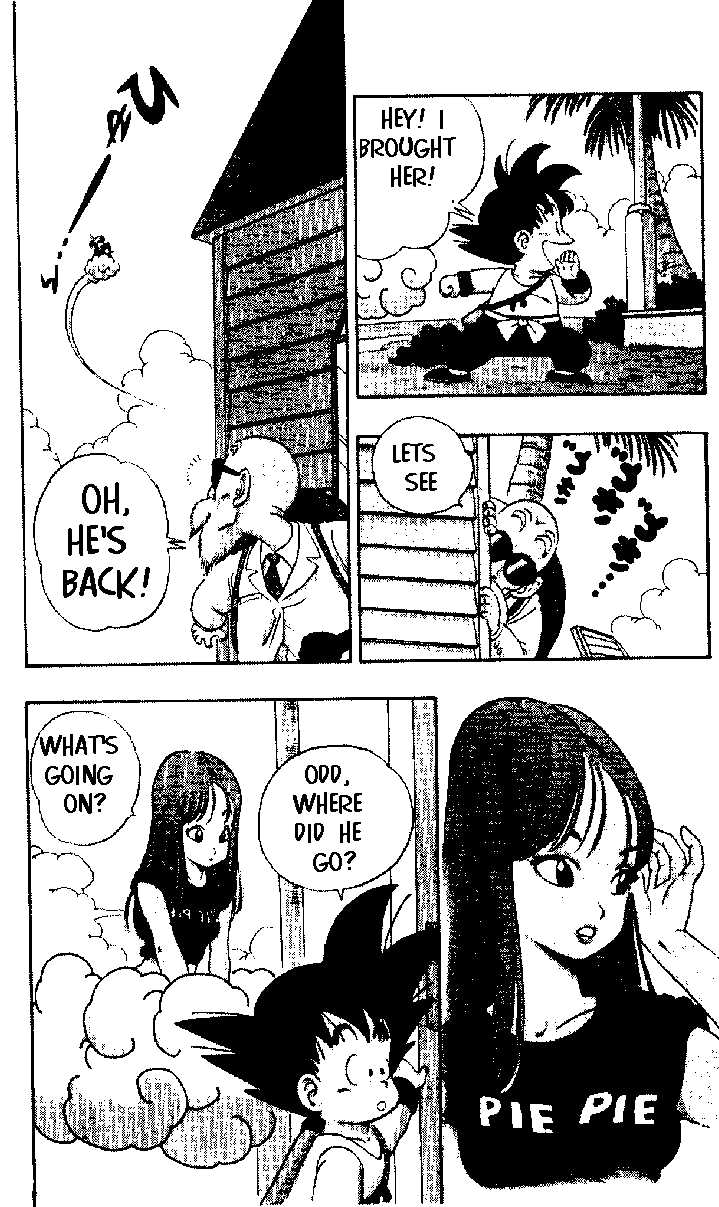 OH,
HE'S
BACK!
HEY! I
BROUGHT
HER!
LETS
SEE
WHAT'S
GOING
ON?
ODD,
WHERE
DID HE
GO?
PIE PIE